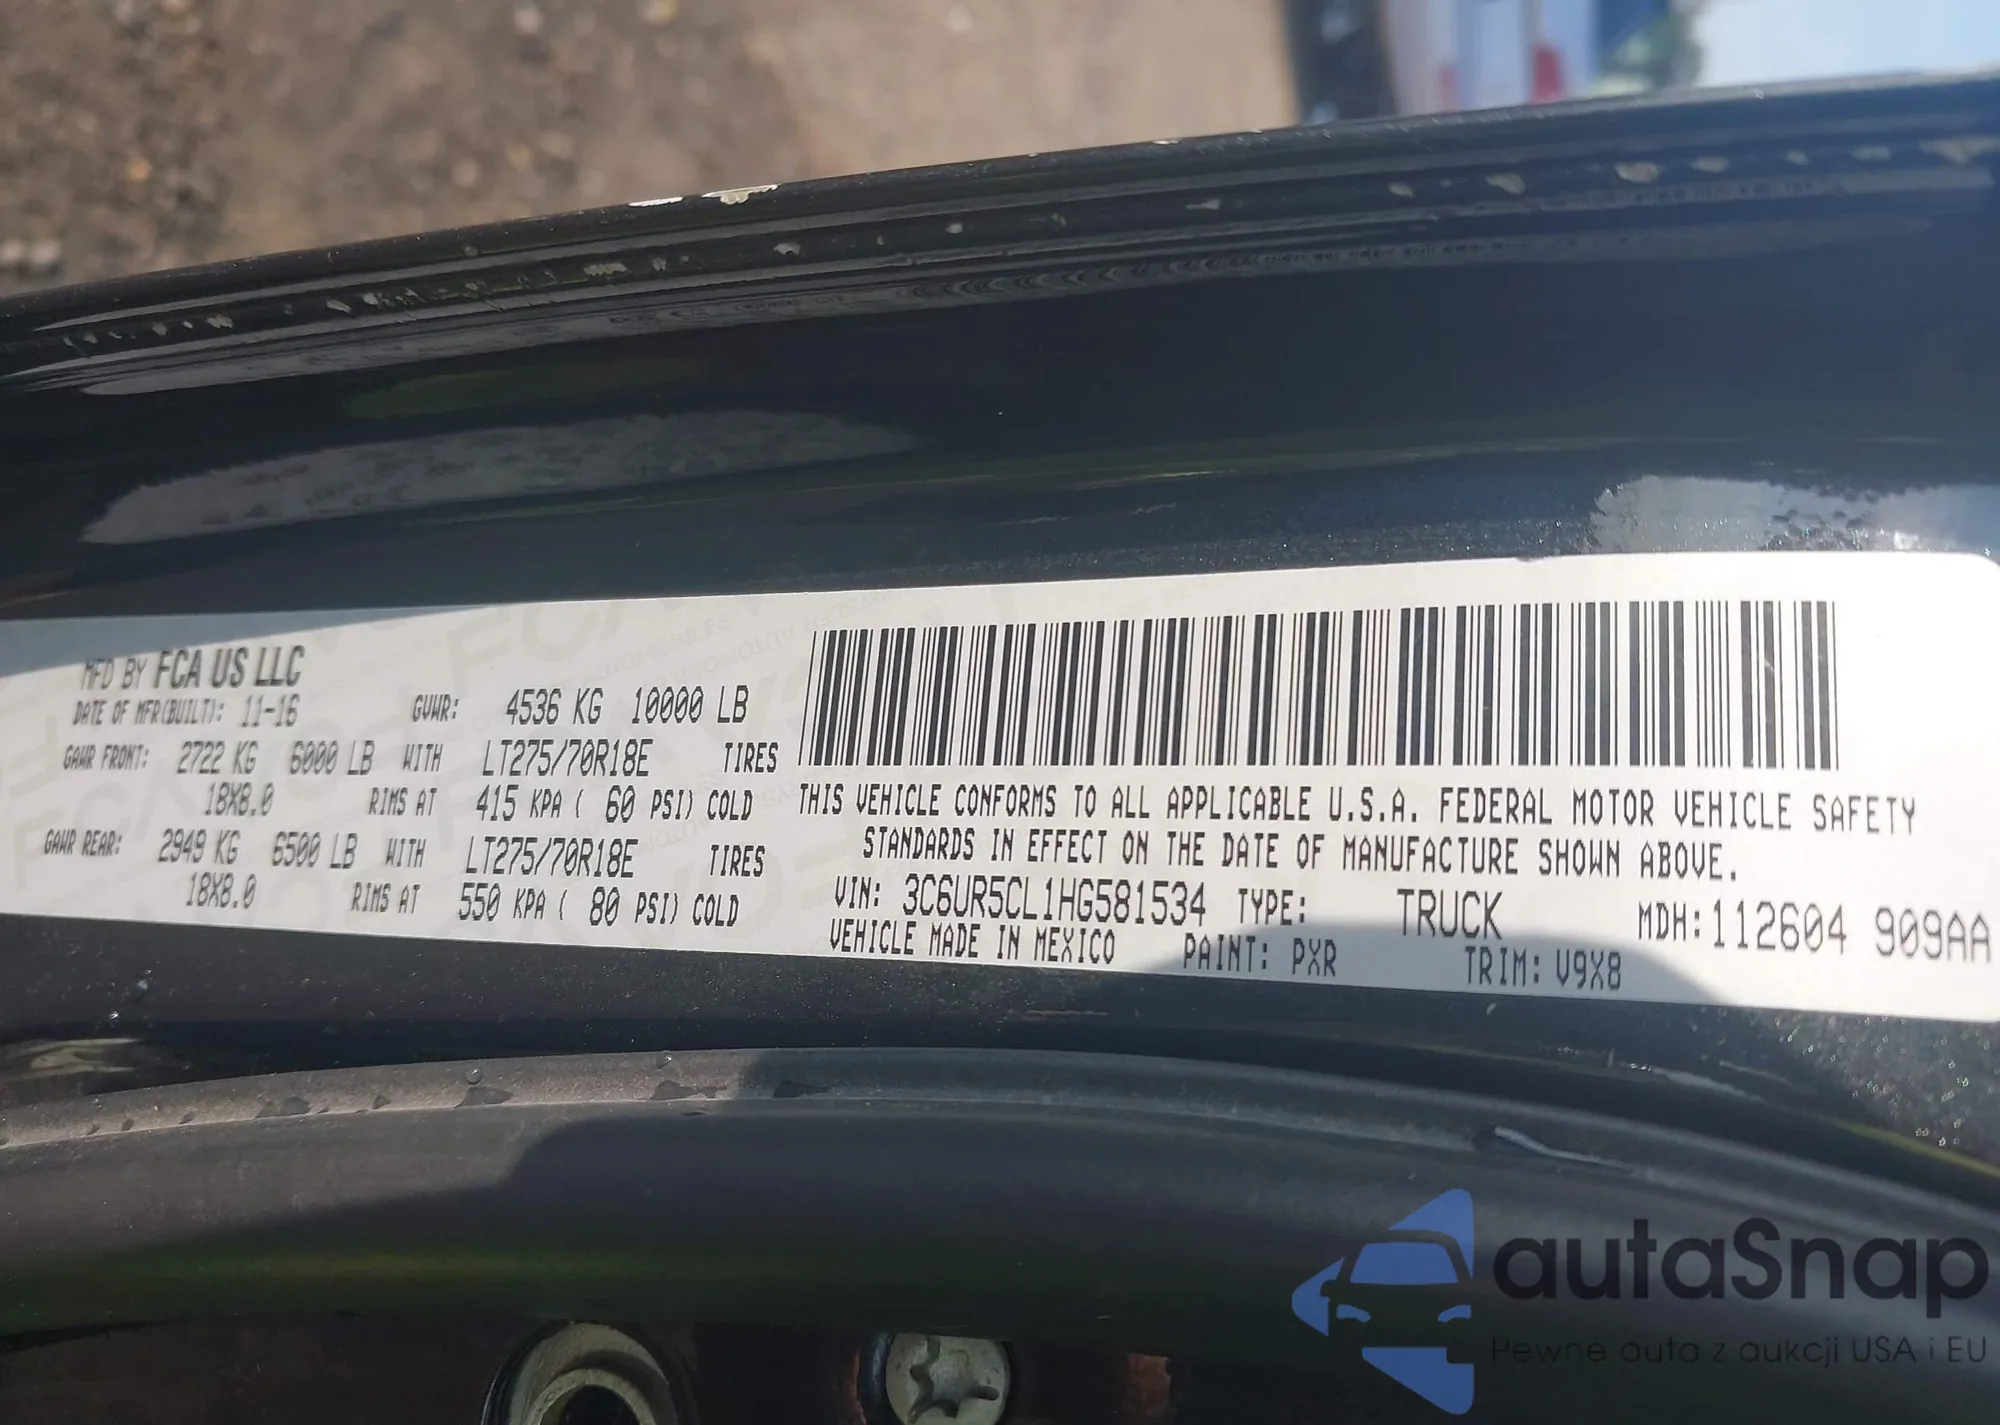 MFD BY FCA US LLC
DATE OF MFR(BUILT): 11-16 GVWR: 4536 KG 10000 LB
GAWR FRONT: 2722 KG 6000 LB WITH LT275/70R18E TIRES
18X8.0 RIMS AT 415 KPA ( 60 PSI) COLD
GAWR REAR: 2949 KG 6500 LB WITH LT275/70R18E TIRES
18X8.0 RIMS AT 550 KPA ( 80 PSI) COLD
THIS VEHICLE CONFORMS TO ALL APPLICABLE U.S.A. FEDERAL MOTOR VEHICLE SAFETY
STANDARDS IN EFFECT ON THE DATE OF MANUFACTURE SHOWN ABOVE.
VIN: 3C6UR5CL1HG581534 TYPE: TRUCK MDH: 112604 909AA
VEHICLE MADE IN MEXICO PAINT: PXR TRIM: V9X8
autaSnap
Pewne auta z aukcji USA i EU